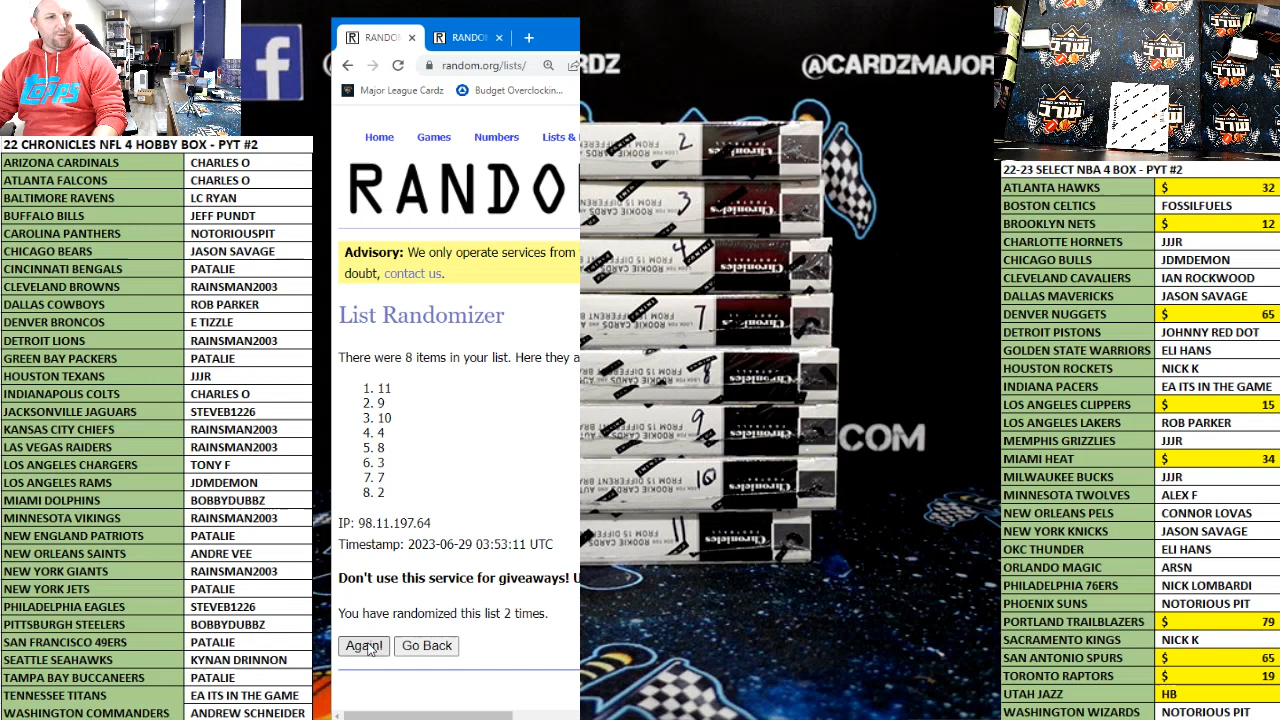 TOPPS
f
22 CHRONICLES NFL 4 HOBBY BOX - PYT #2
ARIZONA CARDINALS CHARLES O
ATLANTA FALCONS CHARLES O
BALTIMORE RAVENS LC RYAN
BUFFALO BILLS JEFF PUNDT
CAROLINA PANTHERS NOTORIOUSPIT
CHICAGO BEARS JASON SAVAGE
CINCINNATI BENGALS PATALIE
CLEVELAND BROWNS RAINSMAN2003
DALLAS COWBOYS ROB PARKER
DENVER BRONCOS E TIZZLE
DETROIT LIONS RAINSMAN2003
GREEN BAY PACKERS PATALIE
HOUSTON TEXANS JJJR
INDIANAPOLIS COLTS CHARLES O
JACKSONVILLE JAGUARS STEVEB1226
KANSAS CITY CHIEFS RAINSMAN2003
LAS VEGAS RAIDERS RAINSMAN2003
LOS ANGELES CHARGERS TONY F
LOS ANGELES RAMS JDMDEMON
MIAMI DOLPHINS BOBBYDUBBZ
MINNESOTA VIKINGS RAINSMAN2003
NEW ENGLAND PATRIOTS PATALIE
NEW ORLEANS SAINTS ANDRE VEE
NEW YORK GIANTS RAINSMAN2003
NEW YORK JETS PATALIE
PHILADELPHIA EAGLES STEVEB1226
PITTSBURGH STEELERS BOBBYDUBBZ
SAN FRANCISCO 49ERS PATALIE
SEATTLE SEAHAWKS KYNAN DRINNON
TAMPA BAY BUCCANEERS PATALIE
TENNESSEE TITANS EA ITS IN THE GAME
WASHINGTON COMMANDERS ANDREW SCHNEIDER
RANDO RANDO
random.org/lists/
Major League Cardz Budget Overclockin...
Home Games Numbers Lists &
RANDO
Advisory: We only operate services from
doubt, contact us.
List Randomizer
There were 8 items in your list. Here they a
1. 11
2. 9
3. 10
4. 4
5. 8
6. 3
7. 7
8. 2
IP: 98.11.197.64
Timestamp: 2023-06-29 03:53:11 UTC
Don't use this service for giveaways! U
You have randomized this list 2 times.
Again! Go Back
DZ
@CARDZMAJOR
2
3
4
7
8
9
10
11
Chronicles
COM
22-23 SELECT NBA 4 BOX - PYT #2
ATLANTA HAWKS $ 32
BOSTON CELTICS FOSSILFUELS
BROOKLYN NETS $ 12
CHARLOTTE HORNETS JJJR
CHICAGO BULLS JDMDEMON
CLEVELAND CAVALIERS IAN ROCKWOOD
DALLAS MAVERICKS JASON SAVAGE
DENVER NUGGETS $ 65
DETROIT PISTONS JOHNNY RED DOT
GOLDEN STATE WARRIORS ELI HANS
HOUSTON ROCKETS NICK K
INDIANA PACERS EA ITS IN THE GAME
LOS ANGELES CLIPPERS $ 15
LOS ANGELES LAKERS ROB PARKER
MEMPHIS GRIZZLIES JJJR
MIAMI HEAT $ 34
MILWAUKEE BUCKS JJJR
MINNESOTA TWOLVES ALEX F
NEW ORLEANS PELS CONNOR LOVAS
NEW YORK KNICKS JASON SAVAGE
OKC THUNDER ELI HANS
ORLANDO MAGIC ARSN
PHILADELPHIA 76ERS NICK LOMBARDI
PHOENIX SUNS NOTORIOUS PIT
PORTLAND TRAILBLAZERS $ 79
SACRAMENTO KINGS NICK K
SAN ANTONIO SPURS $ 65
TORONTO RAPTORS $ 19
UTAH JAZZ HB
WASHINGTON WIZARDS NOTORIOUS PIT